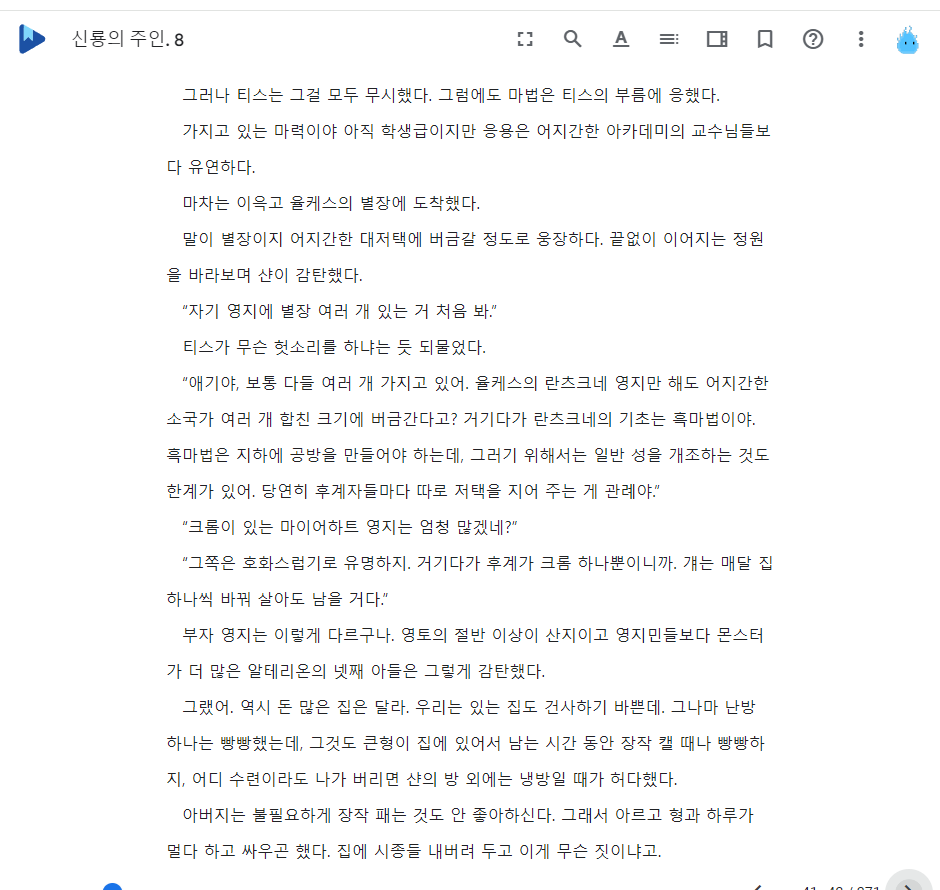 신룡의 주인. 8
그러나 티스는 그걸 모두 무시했다. 그럼에도 마법은 티스의 부름에 응했다.
가지고 있는 마력이야 아직 학생급이지만 응용은 어지간한 아카데미의 교수님들보
다 유연하다.
마차는 이윽고 율케스의 별장에 도착했다.
말이 별장이지 어지간한 대저택에 버금갈 정도로 웅장하다. 끝없이 이어지는 정원
을 바라보며 샨이 감탄했다.
“자기 영지에 별장 여러 개 있는 거 처음 봐.”
티스가 무슨 헛소리를 하냐는 듯 되물었다.
“애기야, 보통 다들 여러 개 가지고 있어. 율케스의 란츠크네 영지만 해도 어지간한
소국가 여러 개 합친 크기에 버금간다고? 거기다가 란츠크네의 기초는 흑마법이야.
흑마법은 지하에 공방을 만들어야 하는데, 그러기 위해서는 일반 성을 개조하는 것도
한계가 있어. 당연히 후계자들마다 따로 저택을 지어 주는 게 관례야.”
“크롬이 있는 마이어하트 영지는 엄청 많겠네?”
“그쪽은 호화스럽기로 유명하지. 거기다가 후계가 크롬 하나뿐이니까. 걔는 매달 집
하나씩 바꿔 살아도 남을 거다.”
부자 영지는 이렇게 다르구나. 영토의 절반 이상이 산지이고 영지민들보다 몬스터
가 더 많은 알테리온의 넷째 아들은 그렇게 감탄했다.
그랬어. 역시 돈 많은 집은 달라. 우리는 있는 집도 건사하기 바쁜데. 그나마 난방
하나는 빵빵했는데, 그것도 큰형이 집에 있어서 남는 시간 동안 장작 캘 때나 빵빵하
지, 어디 수련이라도 나가 버리면 샨의 방 외에는 냉방일 때가 허다했다.
아버지는 불필요하게 장작 패는 것도 안 좋아하신다. 그래서 아르고 형과 하루가
멀다 하고 싸우곤 했다. 집에 시종들 내버려 두고 이게 무슨 짓이냐고.